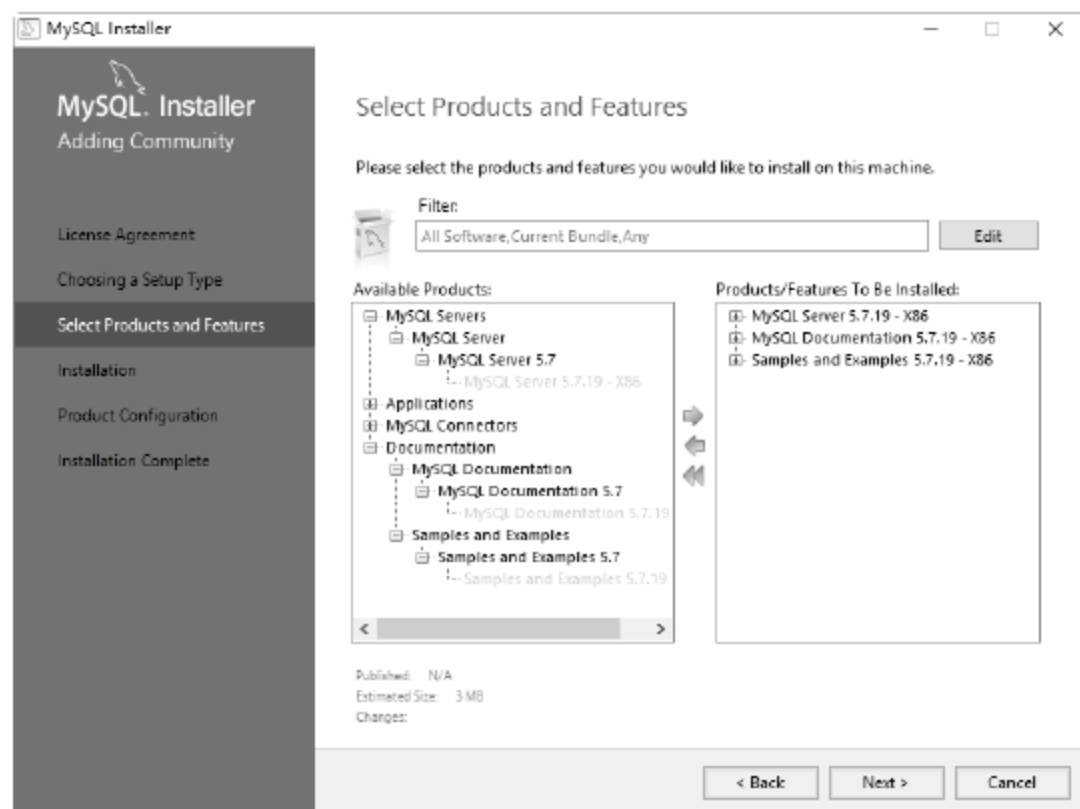 MySQL Installer
MySQL. Installer
Adding Community
License Agreement
Choosing a Setup Type
Select Products and Features
Installation
Product Configuration
Installation Complete
Select Products and Features
Please select the products and features you would like to install on this machine.
Filter:
All Software,Current Bundle,Any
Edit
Available Products:
MySQL Servers
MySQL Server
MySQL Server 5.7
MySQL Server 5.7.19 - X86
Applications
MySQL Connectors
Documentation
MySQL Documentation
MySQL Documentation 5.7
MySQL Documentation 5.7.19
Samples and Examples
Samples and Examples 5.7
Samples and Examples 5.7.19
Products/Features To Be Installed:
MySQL Server 5.7.19 - X86
MySQL Documentation 5.7.19 - X86
Samples and Examples 5.7.19 - X86
Published: N/A
Estimated Size: 3 MB
Changes:
< Back
Next >
Cancel